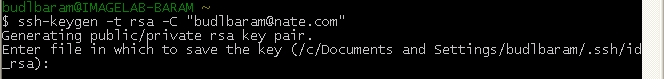 budlbaram@IMAGELAB-BARAM ~
$ ssh-keygen -t rsa -C "budlbaram@nate.com"
Generating public/private rsa key pair.
Enter file in which to save the key (/c/Documents and Settings/budlbaram/.ssh/id
_rsa):